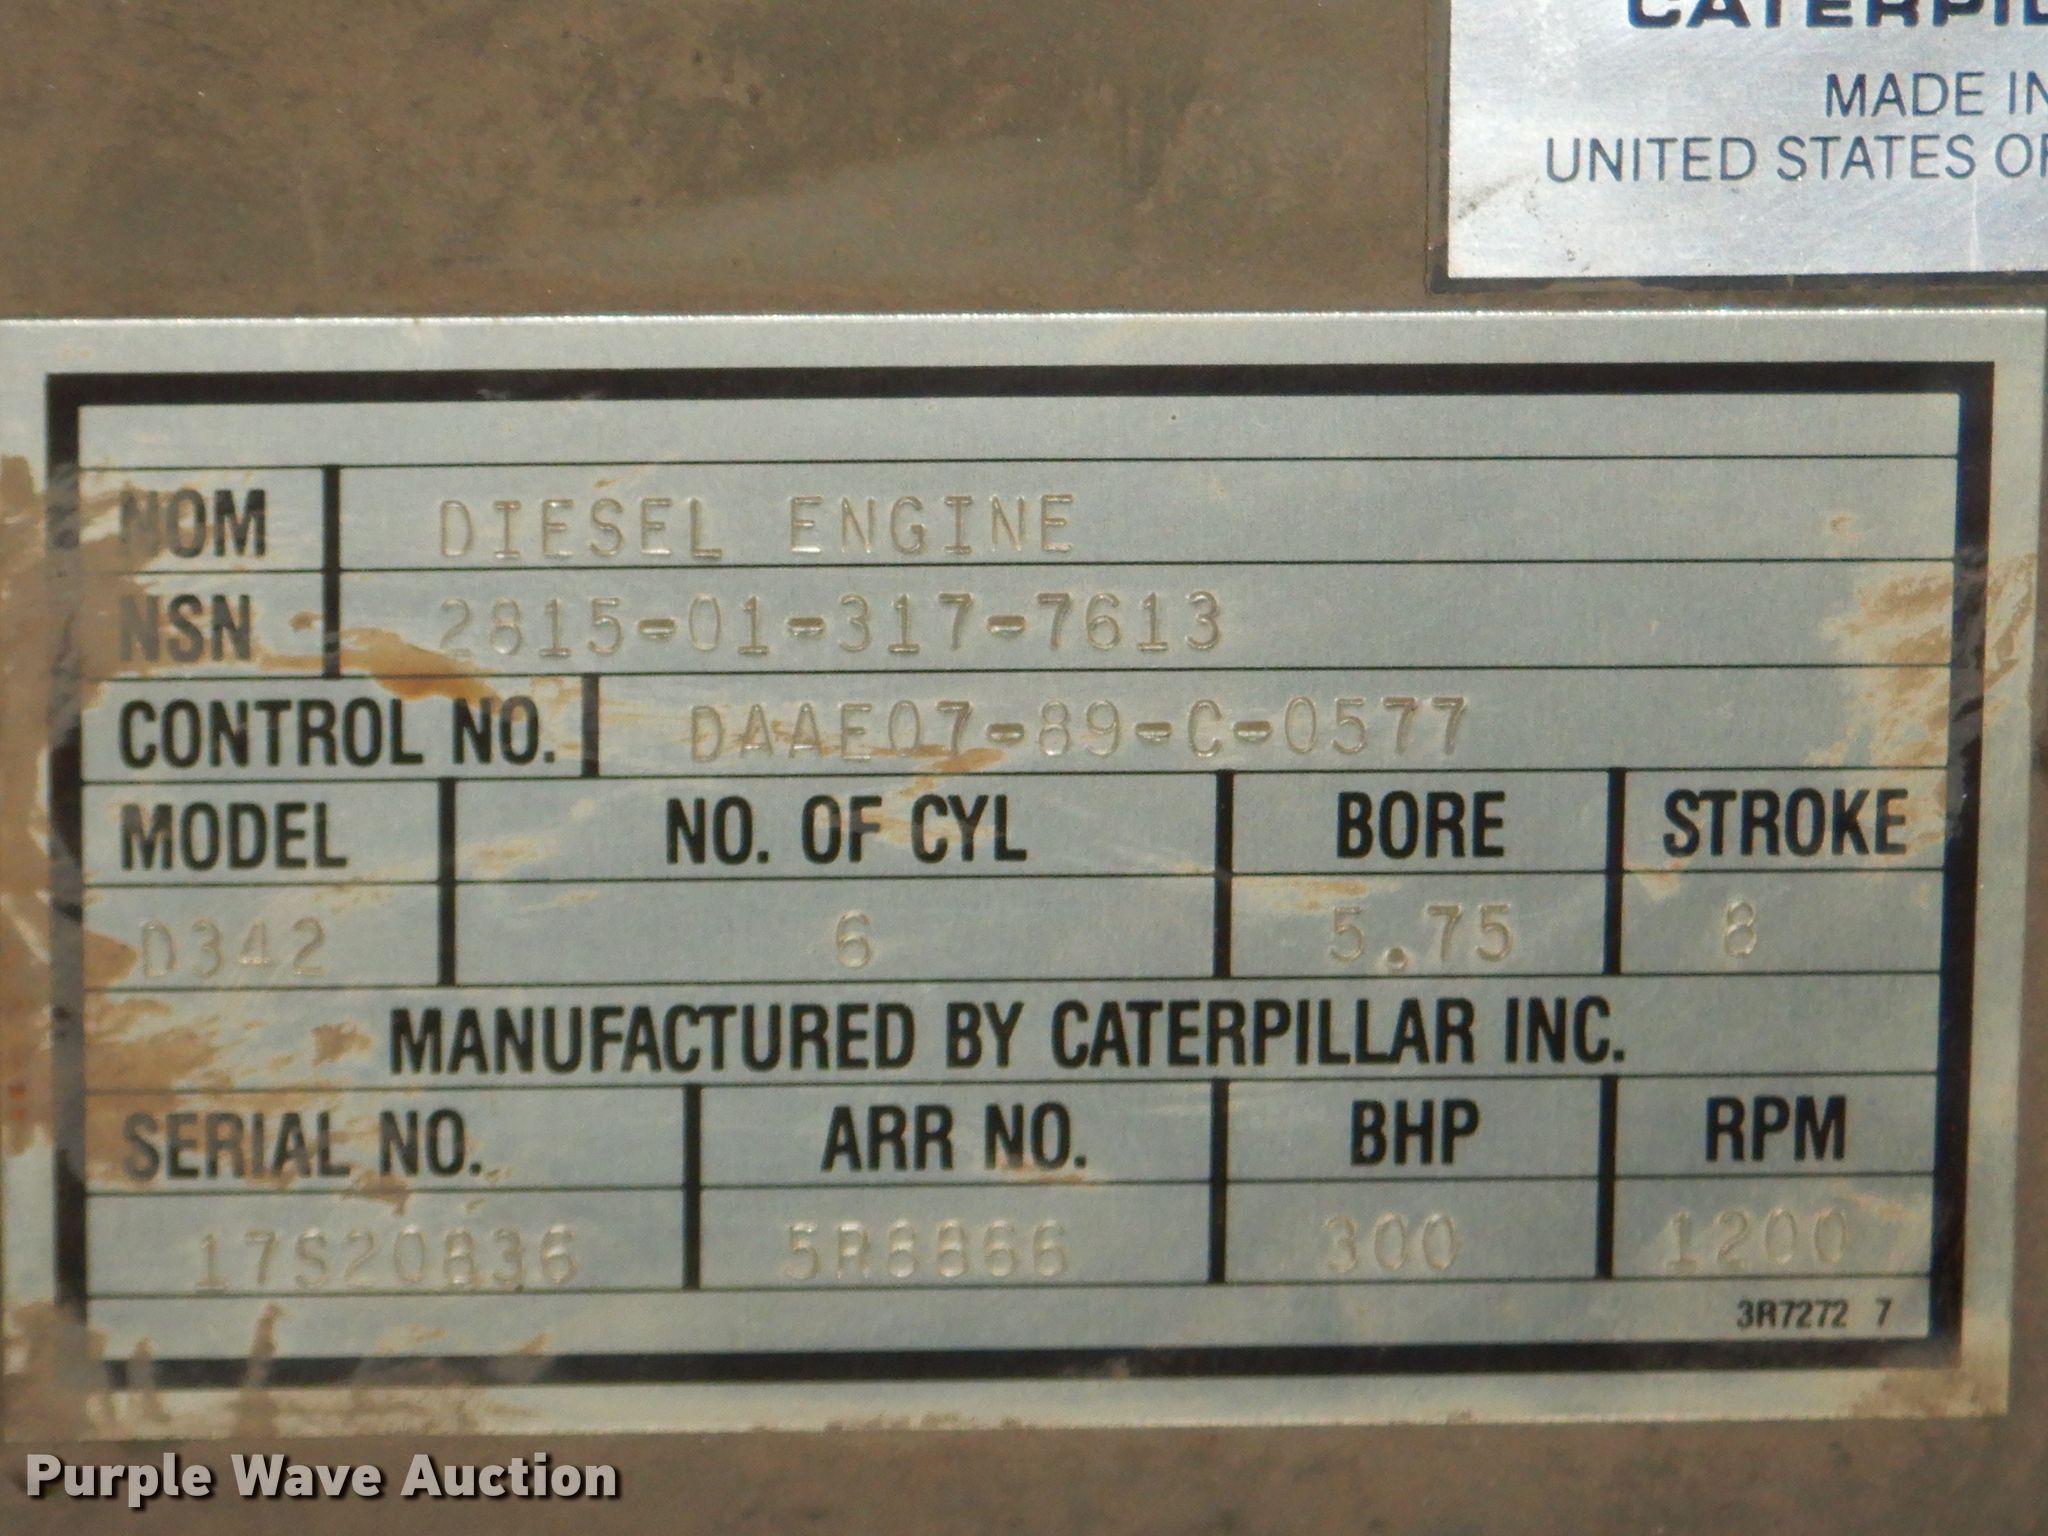 CATERPIL
MADE IN
UNITED STATES OF
NOM DIESEL ENGINE
NSN 2815-01-317-7613
CONTROL NO. DAAE07-89-C-0577
MODEL NO. OF CYL BORE STROKE
D342 6 5.75 8
MANUFACTURED BY CATERPILLAR INC.
SERIAL NO. ARR NO. BHP RPM
17S20836 5R8866 300 1200
3R7272 7
Purple Wave Auction